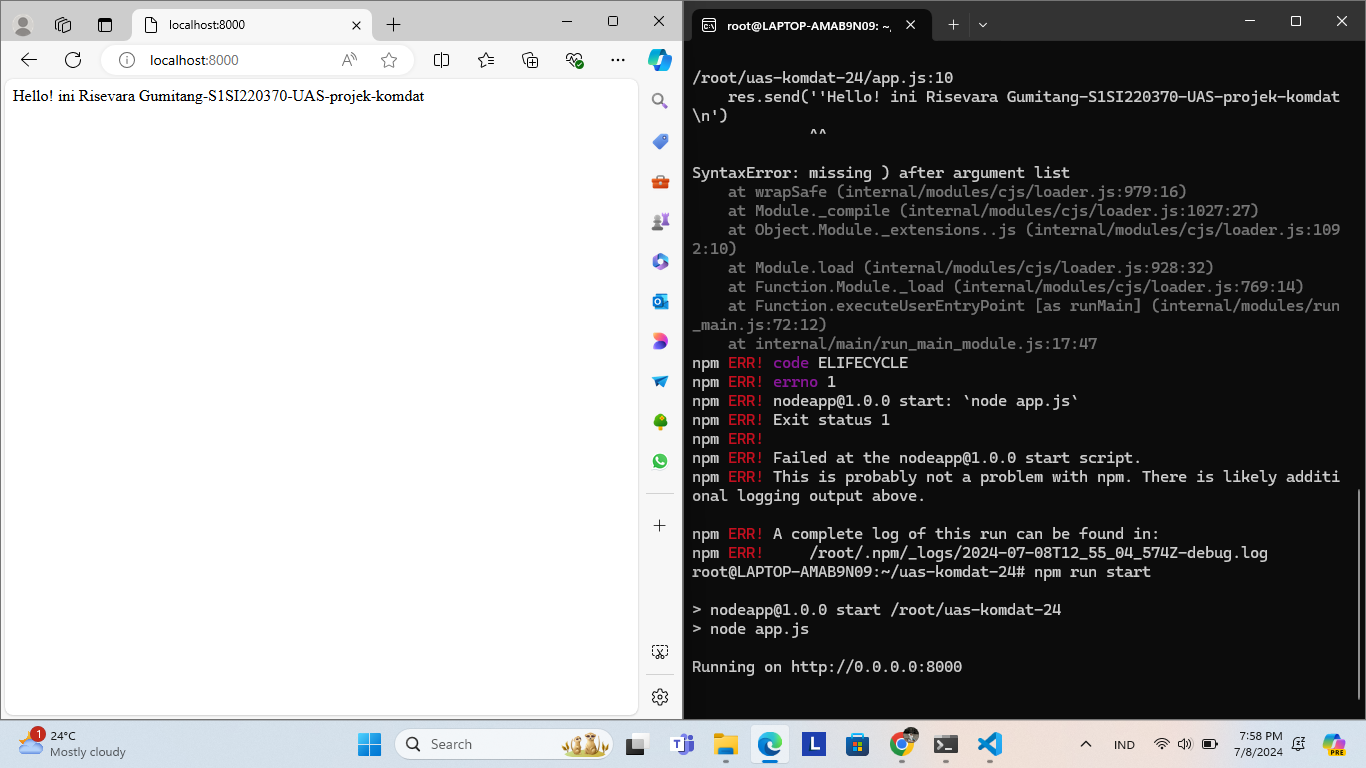 localhost:8000
localhost:8000
Hello! ini Risevara Gumitang-S1SI220370-UAS-projek-komdat
root@LAPTOP-AMAB9N09: ~,
/root/uas-komdat-24/app.js:10
res.send(''Hello! ini Risevara Gumitang-S1SI220370-UAS-projek-komdat
\n')
^^
SyntaxError: missing ) after argument list
at wrapSafe (internal/modules/cjs/loader.js:979:16)
at Module._compile (internal/modules/cjs/loader.js:1027:27)
at Object.Module._extensions..js (internal/modules/cjs/loader.js:109
2:10)
at Module.load (internal/modules/cjs/loader.js:928:32)
at Function.Module._load (internal/modules/cjs/loader.js:769:14)
at Function.executeUserEntryPoint [as runMain] (internal/modules/run
_main.js:72:12)
at internal/main/run_main_module.js:17:47
npm ERR! code ELIFECYCLE
npm ERR! errno 1
npm ERR! nodeapp@1.0.0 start: `node app.js`
npm ERR! Exit status 1
npm ERR!
npm ERR! Failed at the nodeapp@1.0.0 start script.
npm ERR! This is probably not a problem with npm. There is likely additi
onal logging output above.
npm ERR! A complete log of this run can be found in:
npm ERR!     /root/.npm/_logs/2024-07-08T12_55_04_574Z-debug.log
root@LAPTOP-AMAB9N09:~/uas-komdat-24# npm run start
> nodeapp@1.0.0 start /root/uas-komdat-24
> node app.js
Running on http://0.0.0.0:8000
1
24°C
Mostly cloudy
Search
L
IND
7:58 PM
7/8/2024
PRE